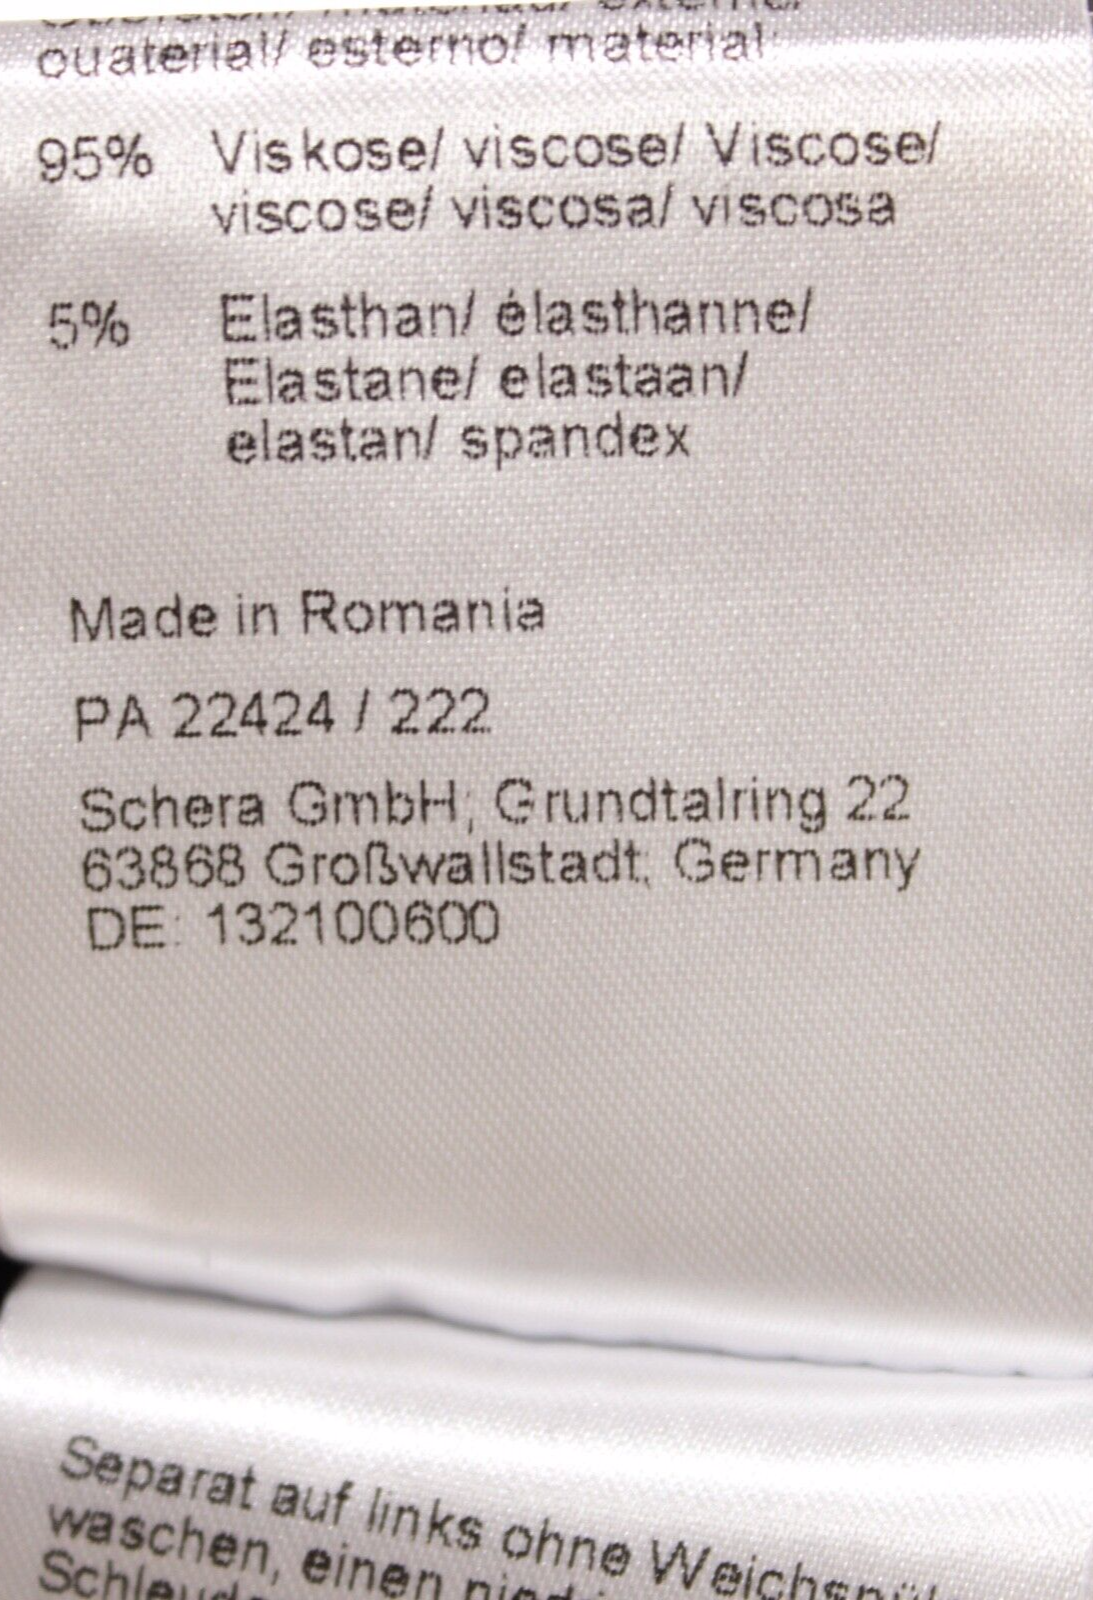 ouaterial/ esterno/ material:
95% Viskose/ viscose/ Viscose/
viscose/ viscosa/ viscosa
5% Elasthan/ élasthanne/
Elastane/ elastaan/
elastan/ spandex
Made in Romania
PA 22424 / 222
Schera GmbH; Grundtalring 22
63868 Großwallstadt; Germany
DE: 132100600
Separat auf links ohne
waschen, einen